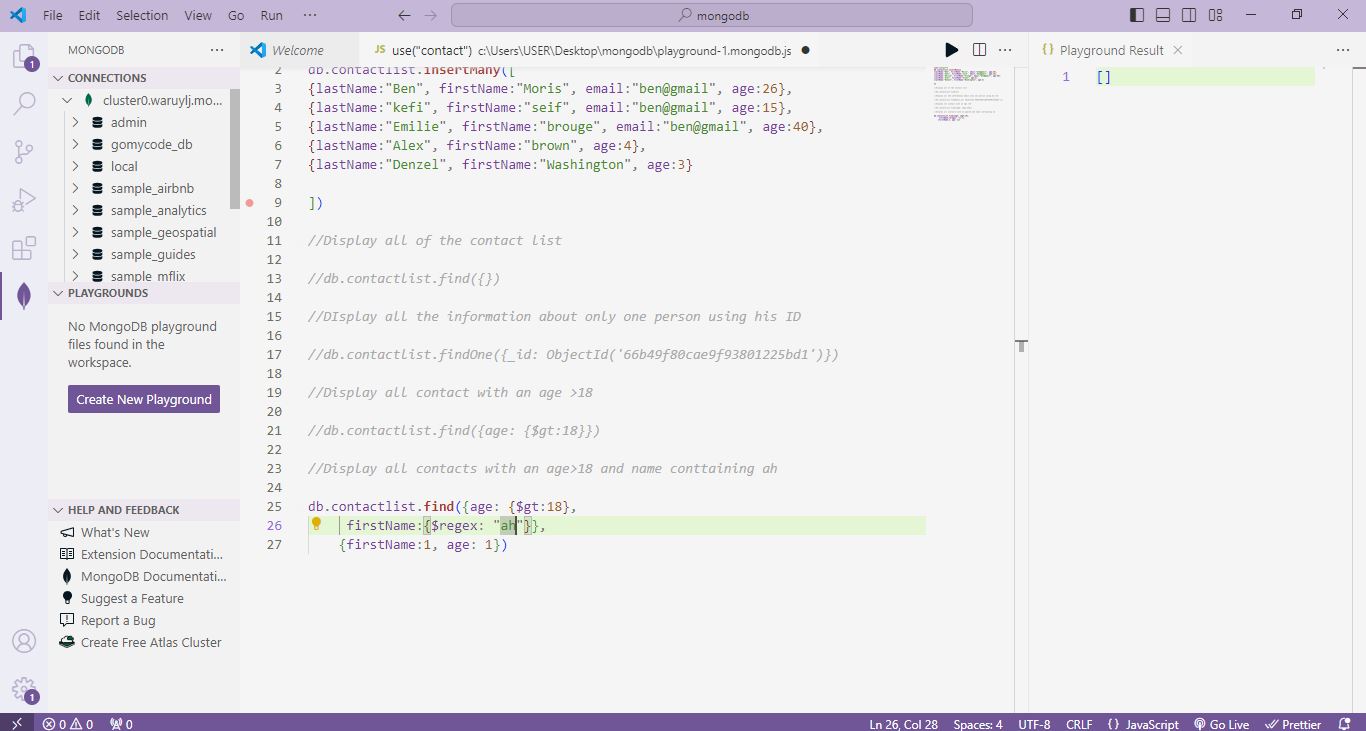 File Edit Selection View Go Run ··· mongodb
MONGODB ···
1
CONNECTIONS
cluster0.waruylj.mo...
admin
gomycode_db
local
sample_airbnb
sample_analytics
sample_geospatial
sample_guides
sample_mflix
PLAYGROUNDS
No MongoDB playground
files found in the
workspace.
Create New Playground
HELP AND FEEDBACK
What's New
Extension Documentati...
MongoDB Documentati...
Suggest a Feature
Report a Bug
Create Free Atlas Cluster
1
Welcome JS use("contact") c:\Users\USER\Desktop\mongodb\playground-1.mongodb.js ● ···
2 db.contactlist.insertMany([
3 {lastName:"Ben", firstName:"Moris", email:"ben@gmail", age:26},
4 {lastName:"kefi", firstName:"seif", email:"ben@gmail", age:15},
5 {lastName:"Emilie", firstName:"brouge", email:"ben@gmail", age:40},
6 {lastName:"Alex", firstName:"brown", age:4},
7 {lastName:"Denzel", firstName:"Washington", age:3}
8
9 ])
10
11 //Display all of the contact list
12
13 //db.contactlist.find({})
14
15 //DIsplay all the information about only one person using his ID
16
17 //db.contactlist.findOne({_id: ObjectId('66b49f80cae9f93801225bd1')})
18
19 //Display all contact with an age >18
20
21 //db.contactlist.find({age: {$gt:18}})
22
23 //Display all contacts with an age>18 and name conttaining ah
24
25 db.contactlist.find({age: {$gt:18},
26 firstName:{$regex: "ah"}},
27 {firstName:1, age: 1})
{} Playground Result ···
1 []
0 0 0 Ln 26, Col 28 Spaces: 4 UTF-8 CRLF {} JavaScript Go Live Prettier